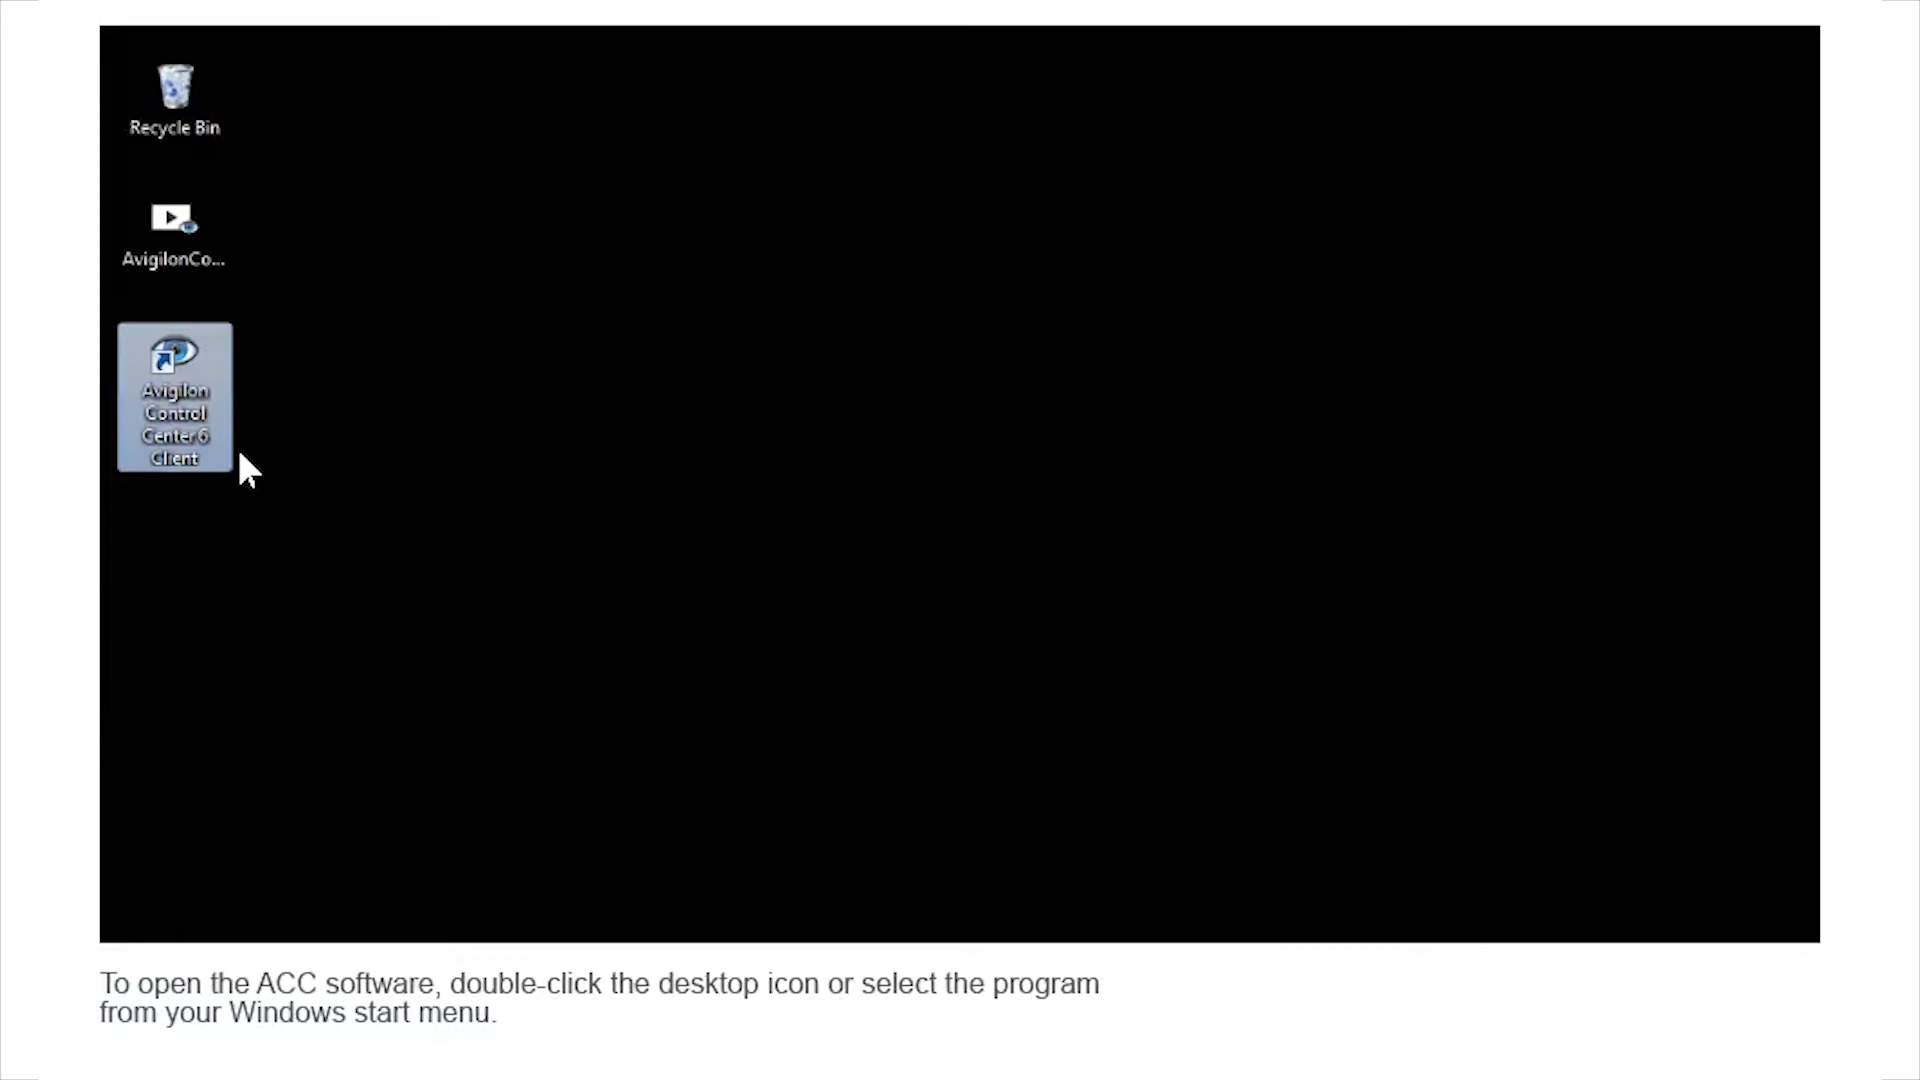 Recycle Bin
AvigilonCo...
Avigilon
Control
Center 6
Client
To open the ACC software, double-click the desktop icon or select the program
from your Windows start menu.